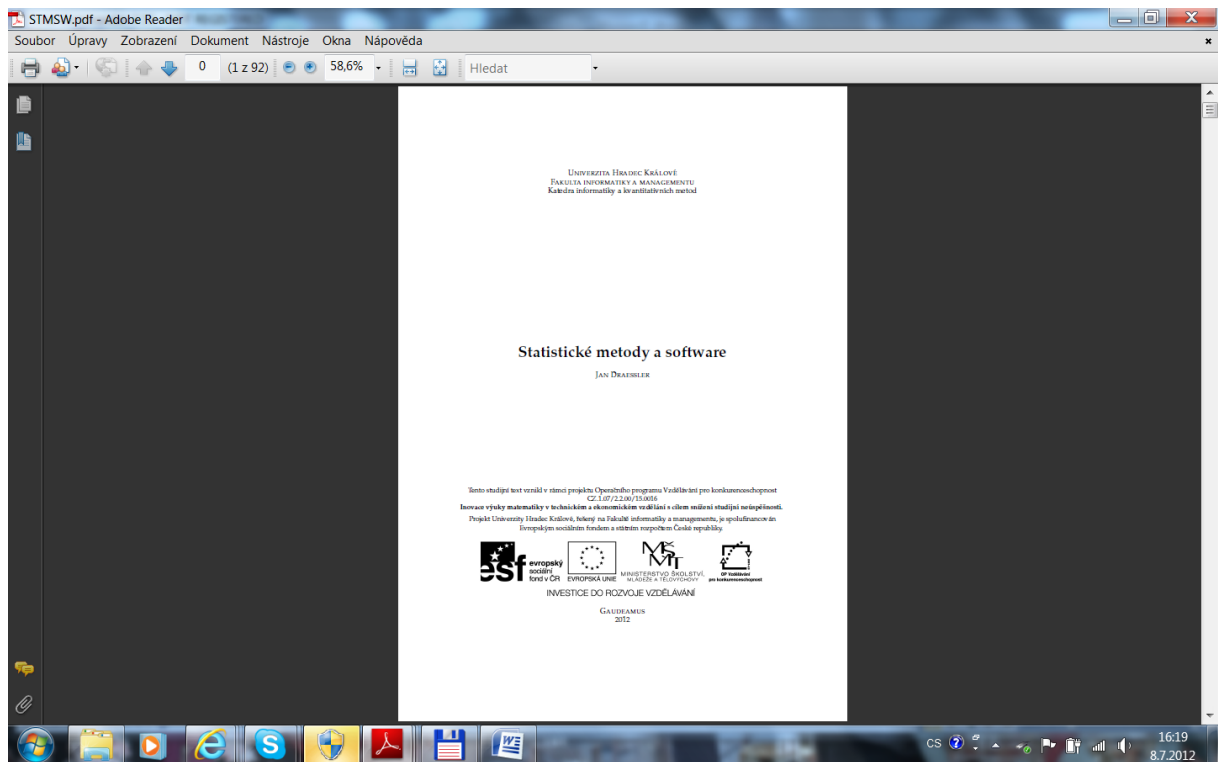 STMSW.pdf - Adobe Reader
Soubor Úpravy Zobrazení Dokument Nástroje Okna Nápověda
0 (1 z 92) 58,6% Hledat
Univerzita Hradec Králové
Fakulta informatiky a managementu
Katedra informatiky a kvantitativních metod
Statistické metody a software
Jan Draessler
Tento studijní text vznikl v rámci projektu Operačního programu Vzdělávání pro konkurenceschopnost
CZ.1.07/2.2.00/15.0016
Inovace výuky matematiky v technickém a ekonomickém vzdělání s cílem snížení studijní neúspěšnosti.
Projekt Univerzity Hradec Králové, řešený na Fakultě informatiky a managementu, je spolufinancován
Evropským sociálním fondem a státním rozpočtem České republiky.
esf evropský sociální fond v ČR EVROPSKÁ UNIE MINISTERSTVO ŠKOLSTVÍ, MLÁDEŽE A TĚLOVÝCHOVY OP Vzdělávání pro konkurenceschopnost
INVESTICE DO ROZVOJE VZDĚLÁVÁNÍ
Gaudeamus
2012
CS 16:19
8.7.2012